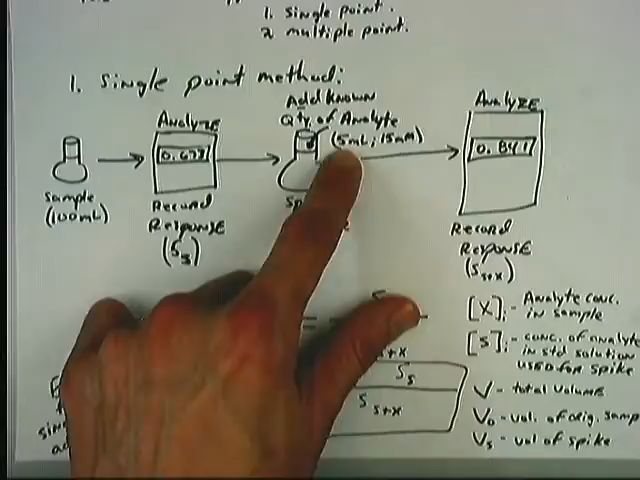 1. single point.
2 multiple point.
1. Single point method:
Add known
Qty. of Analyte
(5mL, 15mM)
Analyze
0.678
Record
Response
(Ss)
Sample
(100mL)
Analyze
0.841
Record
Response
(Ss+x)
[X]i - Analyte conc.
in sample
[S]i - conc. of analyte
in std solution
used for spike
V - total volume
Vo - vol. of orig. samp
Vs - vol of spike
Ss
Ss+x